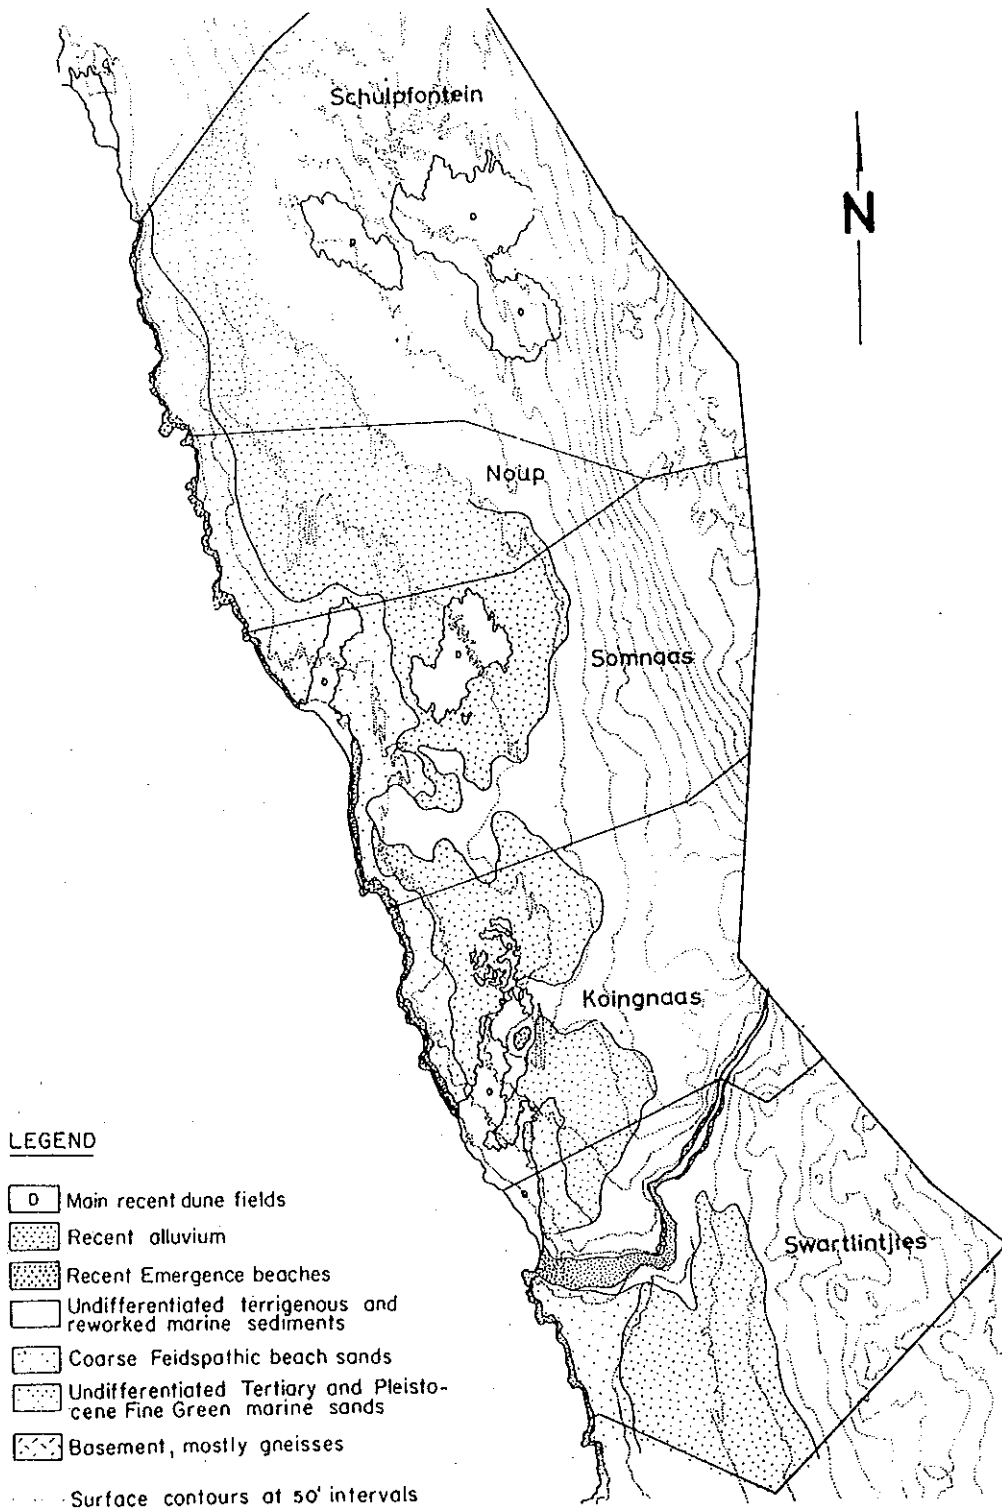 Schulpfontein
N
D
D
D
Noup
Somnaas
D
D
Koingnaas
D
Swartlintjies
LEGEND
D Main recent dune fields
Recent alluvium
Recent Emergence beaches
Undifferentiated terrigenous and
reworked marine sediments
Coarse Feldspathic beach sands
Undifferentiated Tertiary and Pleisto-
cene Fine Green marine sands
Basement, mostly gneisses
Surface contours at 50' intervals